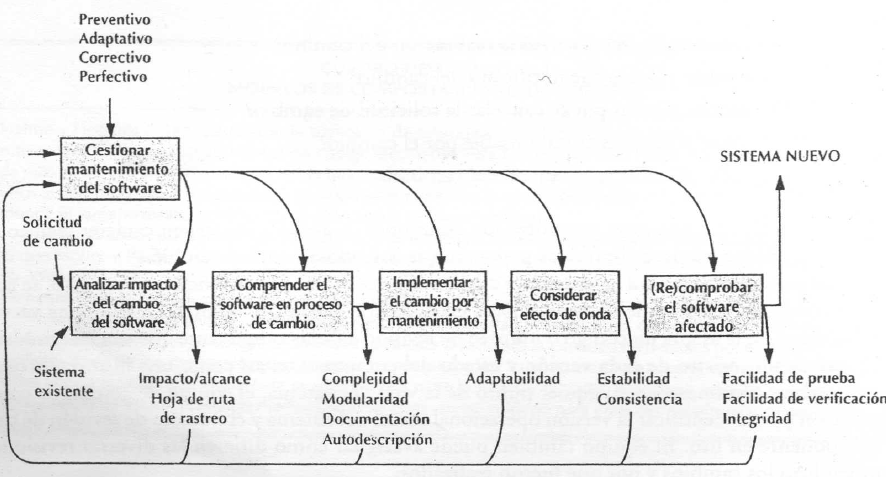 Preventivo
Adaptativo
Correctivo
Perfectivo
Gestionar
mantenimiento
del software
SISTEMA NUEVO
Solicitud
de cambio
Analizar impacto
del cambio
del software
Comprender el
software en proceso
de cambio
Implementar
el cambio por
mantenimiento
Considerar
efecto de onda
(Re)comprobar
el software
afectado
Sistema
existente
Impacto/alcance
Hoja de ruta
de rastreo
Complejidad
Modularidad
Documentación
Autodescripción
Adaptabilidad
Estabilidad
Consistencia
Facilidad de prueba
Facilidad de verificación
Integridad